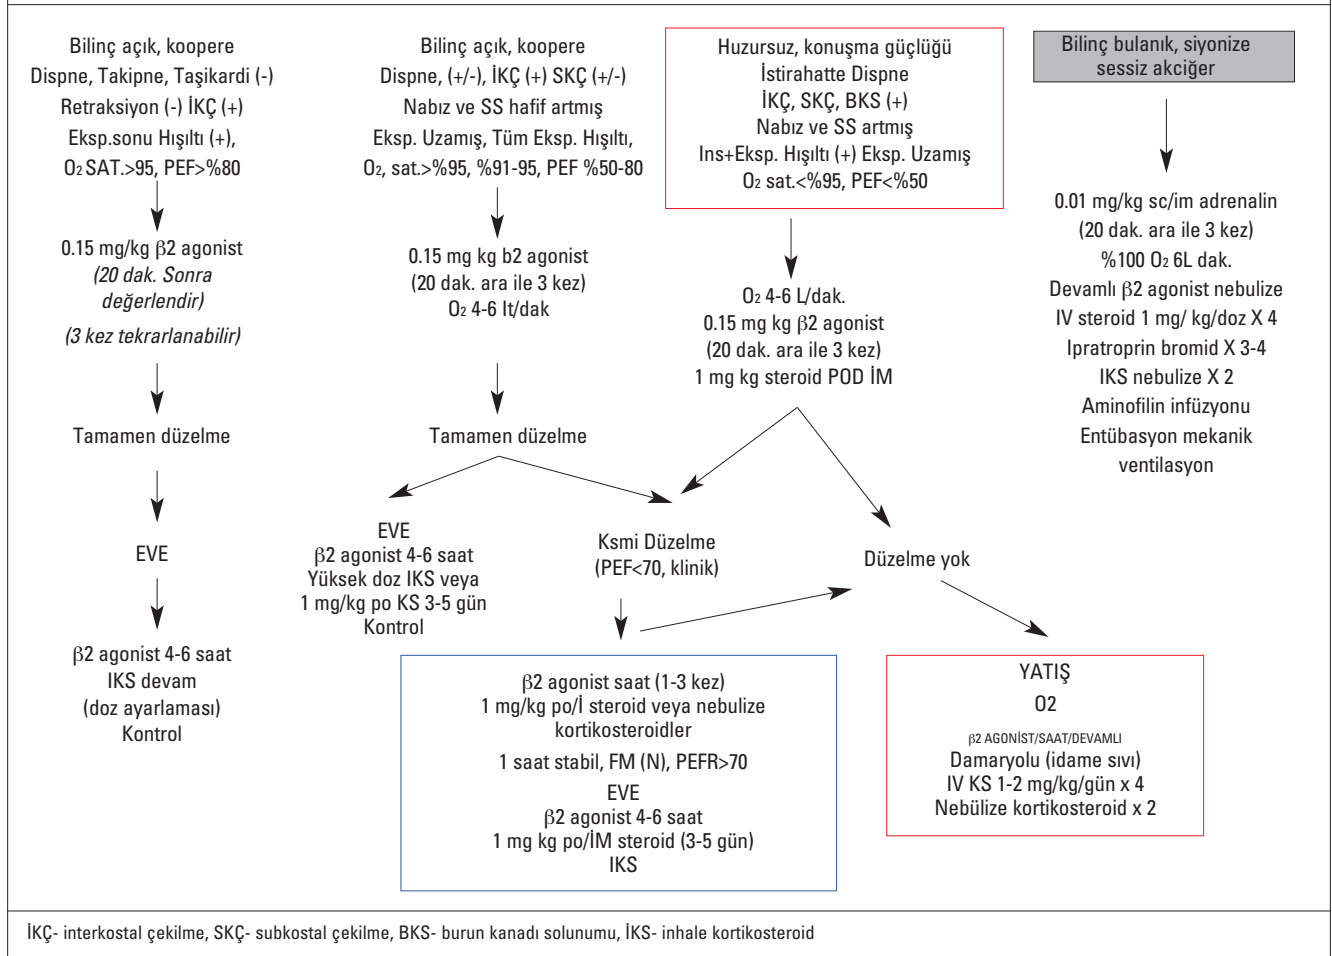 Bilinç açık, koopere
Dispne, Takipne, Taşikardi (-)
Retraksiyon (-) İKÇ (+)
Eksp.sonu Hışıltı (+),
O2 SAT.>95, PEF>%80
0.15 mg/kg β2 agonist
(20 dak. Sonra
değerlendir)
(3 kez tekrarlanabilir)
Tamamen düzelme
EVE
β2 agonist 4-6 saat
IKS devam
(doz ayarlaması)
Kontrol
Bilinç açık, koopere
Dispne, (+/-), İKÇ (+) SKÇ (+/-)
Nabız ve SS hafif artmış
Eksp. Uzamış, Tüm Eksp. Hışıltı,
O2, sat.>%95, %91-95, PEF %50-80
0.15 mg kg b2 agonist
(20 dak. ara ile 3 kez)
O2 4-6 lt/dak
Tamamen düzelme
EVE
β2 agonist 4-6 saat
Yüksek doz IKS veya
1 mg/kg po KS 3-5 gün
Kontrol
Huzursuz, konuşma güçlüğü
İstirahatte Dispne
İKÇ, SKÇ, BKS (+)
Nabız ve SS artmış
Ins+Eksp. Hışıltı (+) Eksp. Uzamış
O2 sat.<%95, PEF<%50
O2 4-6 L/dak.
0.15 mg kg β2 agonist
(20 dak. ara ile 3 kez)
1 mg kg steroid POD İM
Ksmi Düzelme
(PEF<70, klinik)
Düzelme yok
β2 agonist saat (1-3 kez)
1 mg/kg po/İ steroid veya nebulize
kortikosteroidler
1 saat stabil, FM (N), PEFR>70
EVE
β2 agonist 4-6 saat
1 mg kg po/İM steroid (3-5 gün)
IKS
Bilinç bulanık, siyonize
sessiz akciğer
0.01 mg/kg sc/im adrenalin
(20 dak. ara ile 3 kez)
%100 O2 6L dak.
Devamlı β2 agonist nebulize
IV steroid 1 mg/ kg/doz X 4
Ipratroprin bromid X 3-4
IKS nebulize X 2
Aminofilin infüzyonu
Entübasyon mekanik
ventilasyon
YATIŞ
O2
β2 AGONİST/SAAT/DEVAMLI
Damaryolu (idame sıvı)
IV KS 1-2 mg/kg/gün x 4
Nebülize kortikosteroid x 2
İKÇ- interkostal çekilme, SKÇ- subkostal çekilme, BKS- burun kanadı solunumu, İKS- inhale kortikosteroid